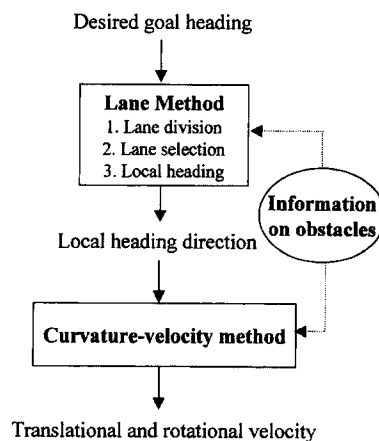 Desired goal heading
Lane Method
1. Lane division
2. Lane selection
3. Local heading
Information
on obstacles
Local heading direction
Curvature-velocity method
Translational and rotational velocity